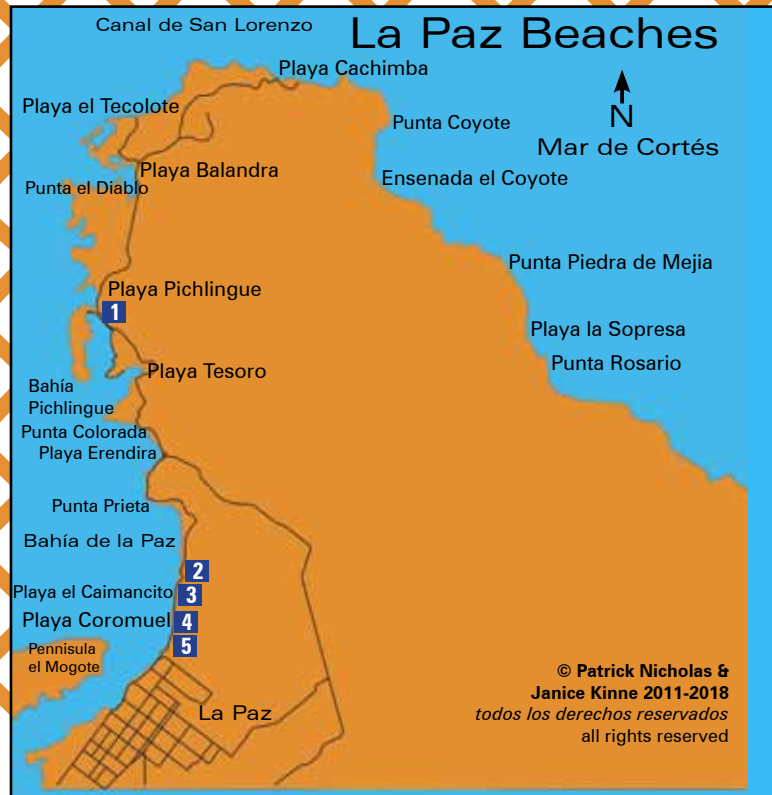 La Paz Beaches
Canal de San Lorenzo
N
Mar de Cortés
Playa Cachimba
Playa el Tecolote
Punta Coyote
Playa Balandra
Ensenada el Coyote
Punta el Diablo
Punta Piedra de Mejia
Playa Pichlingue
1
Playa la Sopresa
Punta Rosario
Playa Tesoro
Bahía
Pichlingue
Punta Colorada
Playa Erendira
Punta Prieta
Bahía de la Paz
2
Playa el Caimancito
3
Playa Coromuel
4
5
Pennisula
el Mogote
La Paz
© Patrick Nicholas &
Janice Kinne 2011-2018
todos los derechos reservados
all rights reserved